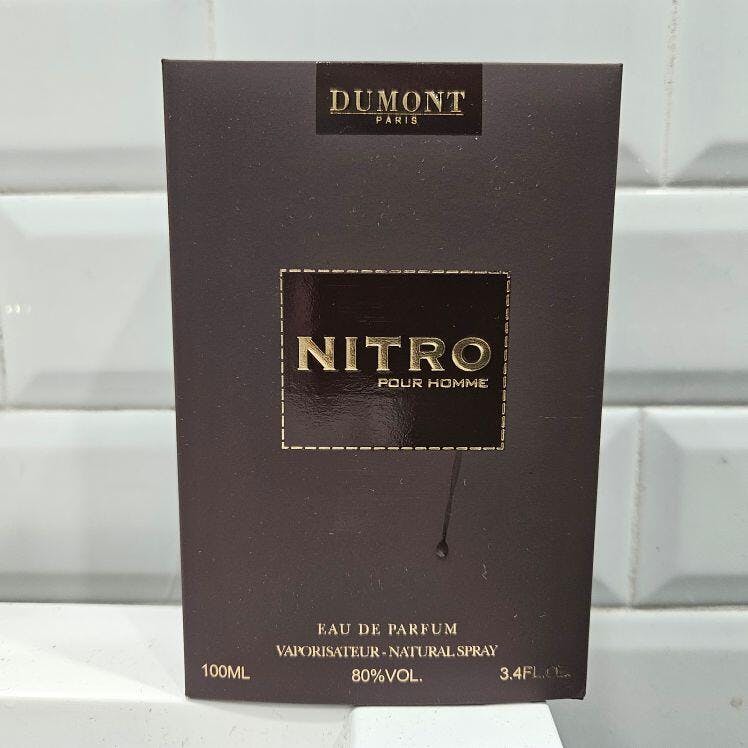 DUMONT
PARIS
NITRO
POUR HOMME
EAU DE PARFUM
VAPORISATEUR - NATURAL SPRAY
100ML 80%VOL. 3.4FL.OZ.